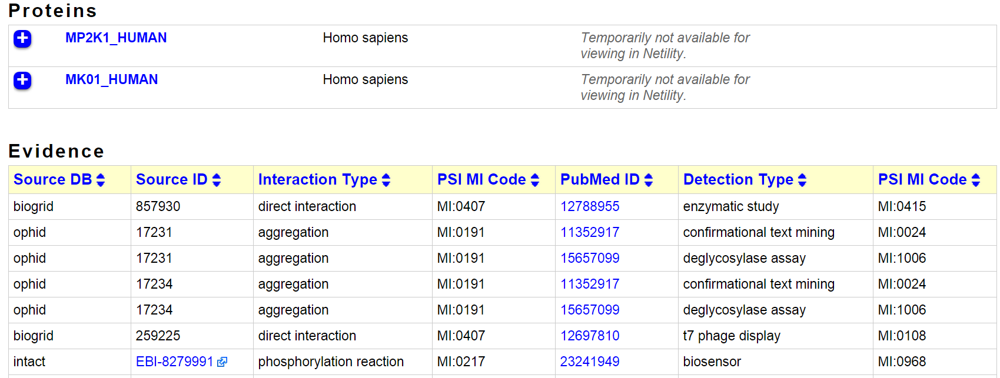 Proteins
MP2K1_HUMAN Homo sapiens Temporarily not available for
viewing in Netility.
MK01_HUMAN Homo sapiens Temporarily not available for
viewing in Netility.
Evidence
Source DB Source ID Interaction Type PSI MI Code PubMed ID Detection Type PSI MI Code
biogrid 857930 direct interaction MI:0407 12788955 enzymatic study MI:0415
ophid 17231 aggregation MI:0191 11352917 confirmational text mining MI:0024
ophid 17231 aggregation MI:0191 15657099 deglycosylase assay MI:1006
ophid 17234 aggregation MI:0191 11352917 confirmational text mining MI:0024
ophid 17234 aggregation MI:0191 15657099 deglycosylase assay MI:1006
biogrid 259225 direct interaction MI:0407 12697810 t7 phage display MI:0108
intact EBI-8279991 phosphorylation reaction MI:0217 23241949 biosensor MI:0968